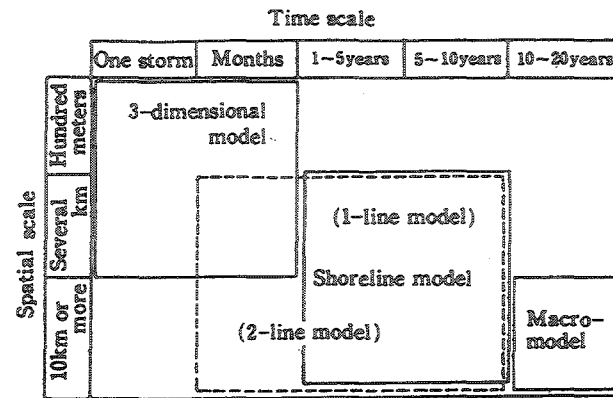 Time scale
One storm
Months
1~5years
5~10years
10~20years
Spatial scale
Hundred
meters
Several
km
10km or
more
3-dimensional
model
(1-line model)
Shoreline model
(2-line model)
Macro-
model